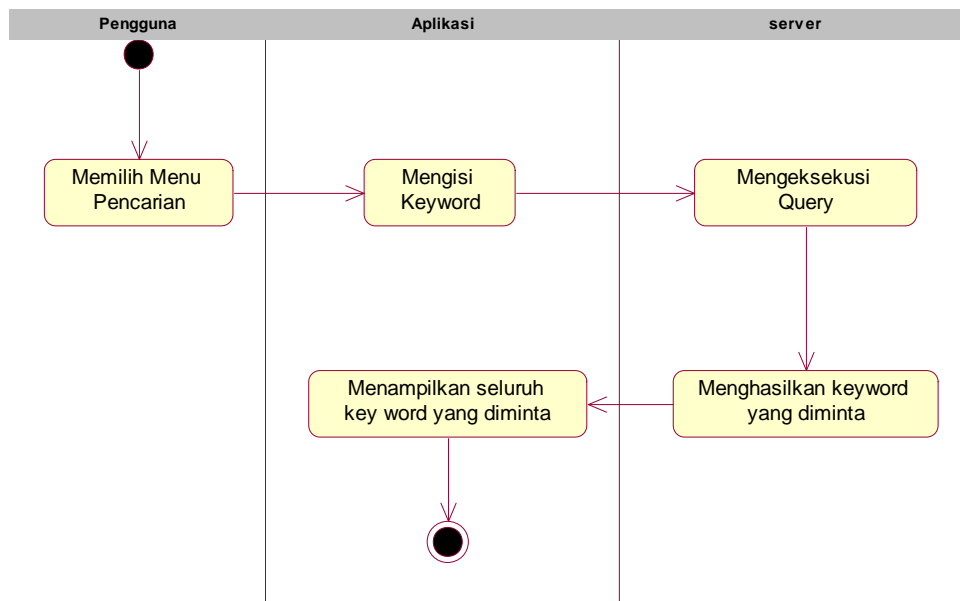 Pengguna
Aplikasi
server
Memilih Menu
Pencarian
Mengisi
Keyword
Mengeksekusi
Query
Menampilkan seluruh
key word yang diminta
Menghasilkan keyword
yang diminta